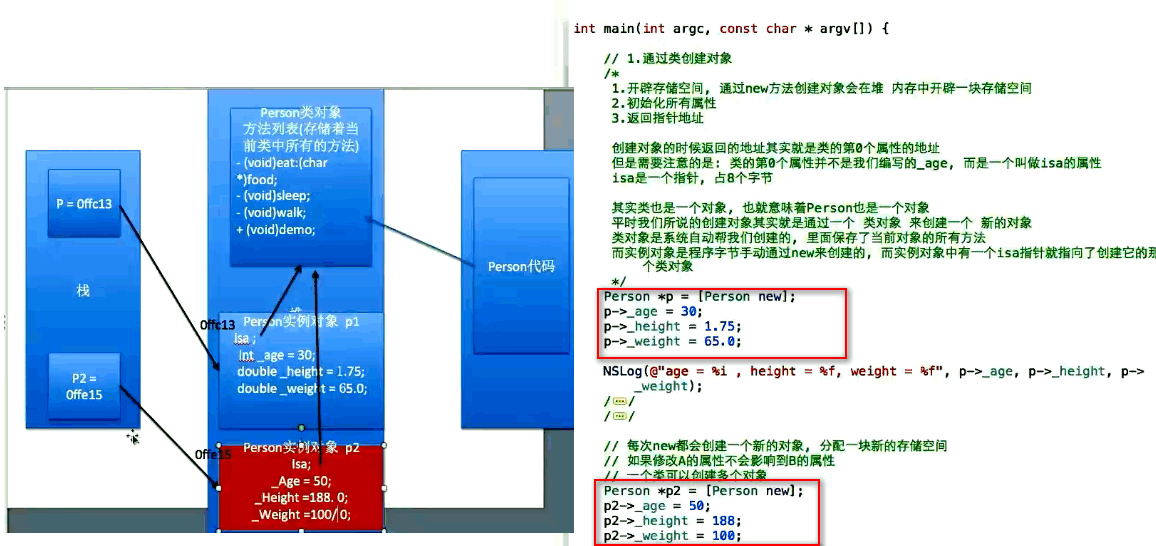 Person类对象
方法列表(存储着当
前类中所有的方法)
- (void)eat:(char
*)food;
- (void)sleep;
- (void)walk;
+ (void)demo;
P = 0ffc13
栈
P2 =
0ffe15
0ffc13
Person实例对象 p1
isa ;
int _age = 30;
double _height = 1.75;
double _weight = 65.0;
0ffe15
Person实例对象 p2
Isa;
_Age = 50;
_Height =188. 0;
_Weight =100/ 0;
Person代码
int main(int argc, const char * argv[]) {
// 1.通过类创建对象
/*
1.开辟存储空间, 通过new方法创建对象会在堆 内存中开辟一块存储空间
2.初始化所有属性
3.返回指针地址
创建对象的时候返回的地址其实就是类的第0个属性的地址
但是需要注意的是: 类的第0个属性并不是我们编写的_age, 而是一个叫做isa的属性
isa是一个指针, 占8个字节
其实类也是一个对象, 也就意味着Person也是一个对象
平时我们所说的创建对象其实就是通过一个 类对象 来创建一个 新的对象
类对象是系统自动帮我们创建的, 里面保存了当前对象的所有方法
而实例对象是程序字节手动通过new来创建的, 而实例对象中有一个isa指针就指向了创建它的那
个类对象
*/
Person *p = [Person new];
p->_age = 30;
p->_height = 1.75;
p->_weight = 65.0;
NSLog(@"age = %i , height = %f, weight = %f", p->_age, p->_height, p->
_weight);
/•••/
/•••/
// 每次new都会创建一个新的对象, 分配一块新的存储空间
// 如果修改A的属性不会影响到B的属性
// 一个类可以创建多个对象
Person *p2 = [Person new];
p2->_age = 50;
p2->_height = 188;
p2->_weight = 100;